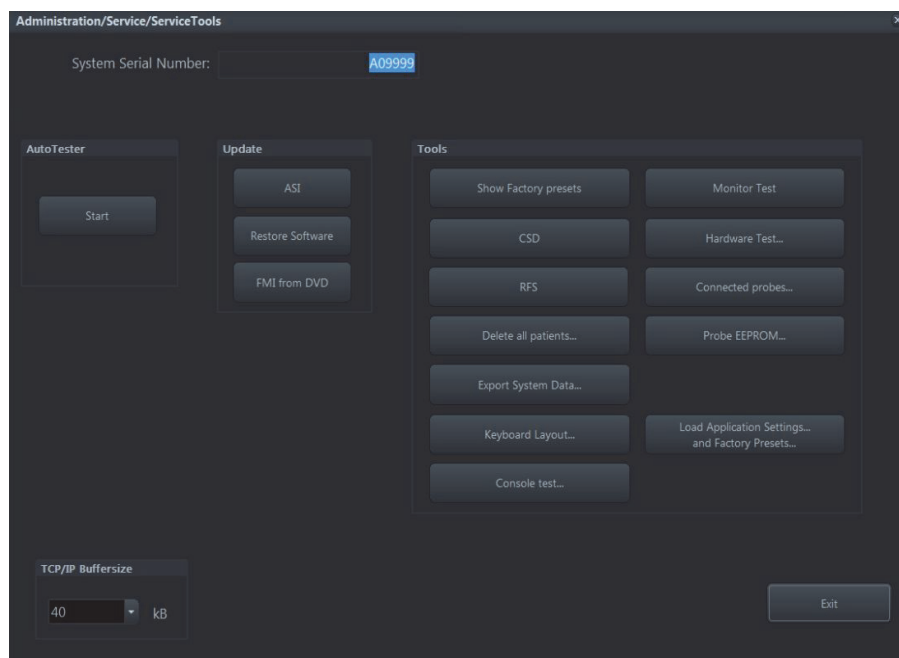 Administration/Service/ServiceTools
System Serial Number:
A09999
AutoTester
Start
Update
ASI
Restore Software
FMI from DVD
Tools
Show Factory presets
Monitor Test
CSD
Hardware Test...
RFS
Connected probes...
Delete all patients...
Probe EEPROM...
Export System Data...
Keyboard Layout...
Load Application Settings...
and Factory Presets...
Console test...
TCP/IP Buffersize
40
kB
Exit